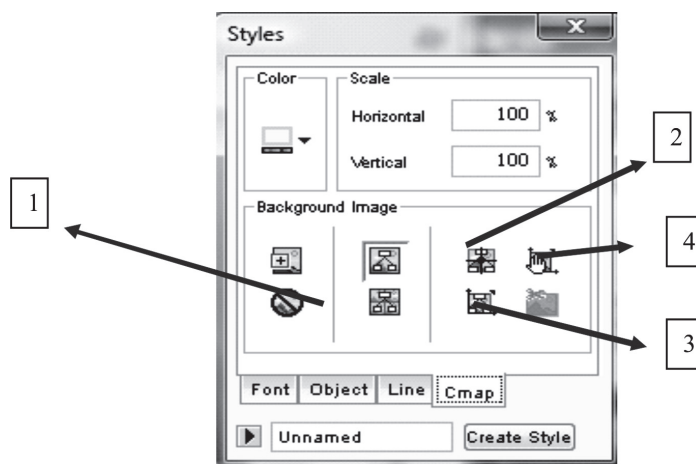 Styles
Color
Scale
Horizontal 100 %
Vertical 100 %
Background Image
1
2
4
3
Font Object Line Cmap
Unnamed Create Style